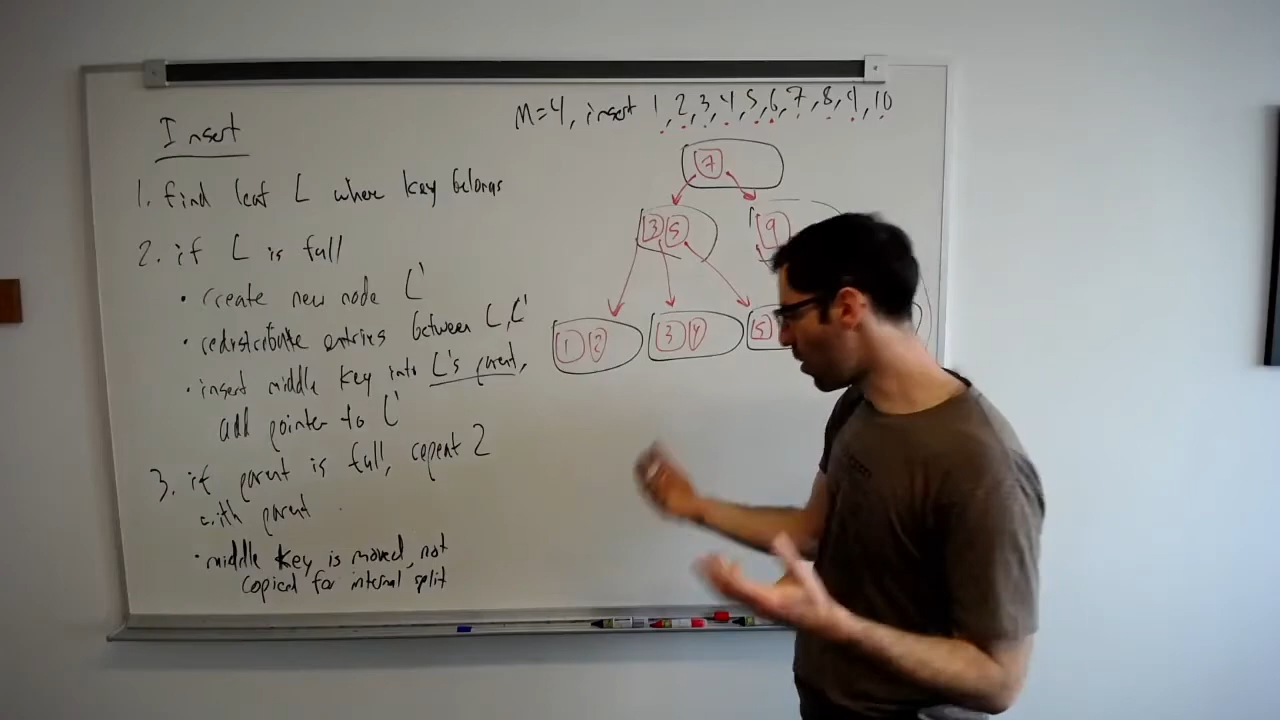 M=4, insert 1,2,3,4,5,6,7,8,9,10
Insert
1. find leaf L where key belongs
2. if L is full
• create new node L'
• redistribute entries between L, L'
• insert middle key into L's parent,
add pointer to L'
3. if parent is full, repeat 2
with parent
• middle key is moved, not
copied for internal split
7
3 5 9
1 2 3 4 5